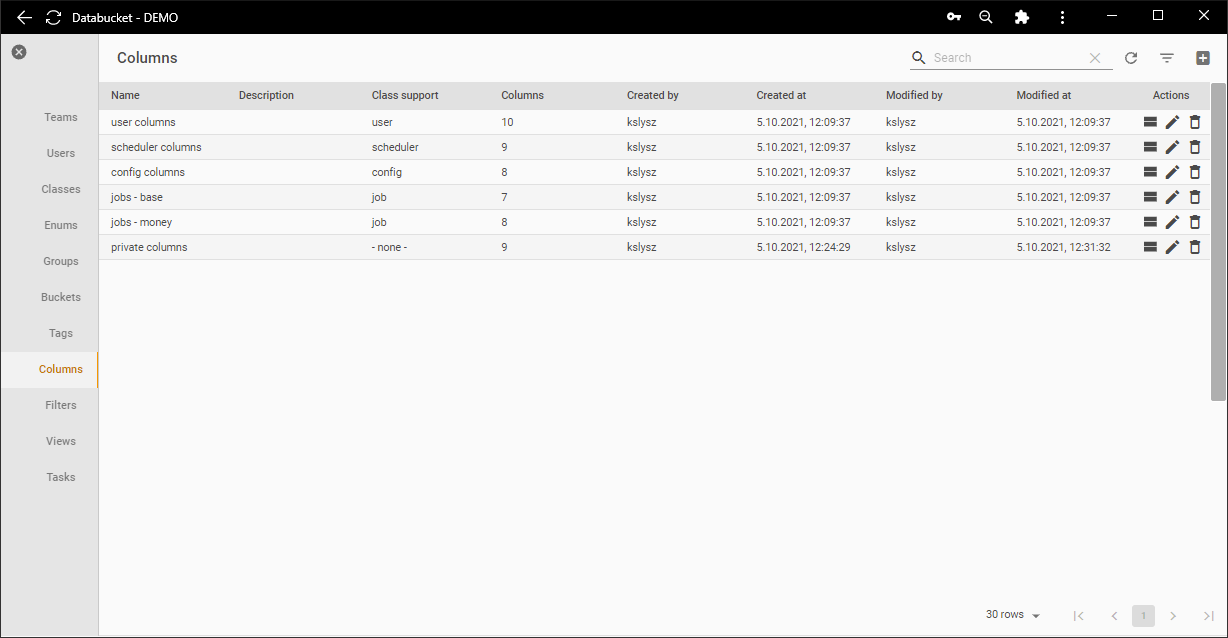 Databucket - DEMO
Columns
Search
Teams
Users
Classes
Enums
Groups
Buckets
Tags
Columns
Filters
Views
Tasks
Name Description Class support Columns Created by Created at Modified by Modified at Actions
user columns user 10 kslysz 5.10.2021, 12:09:37 kslysz 5.10.2021, 12:09:37
scheduler columns scheduler 9 kslysz 5.10.2021, 12:09:37 kslysz 5.10.2021, 12:09:37
config columns config 8 kslysz 5.10.2021, 12:09:37 kslysz 5.10.2021, 12:09:37
jobs - base job 7 kslysz 5.10.2021, 12:09:37 kslysz 5.10.2021, 12:09:37
jobs - money job 8 kslysz 5.10.2021, 12:09:37 kslysz 5.10.2021, 12:09:37
private columns - none - 9 kslysz 5.10.2021, 12:24:29 kslysz 5.10.2021, 12:31:32
30 rows 1